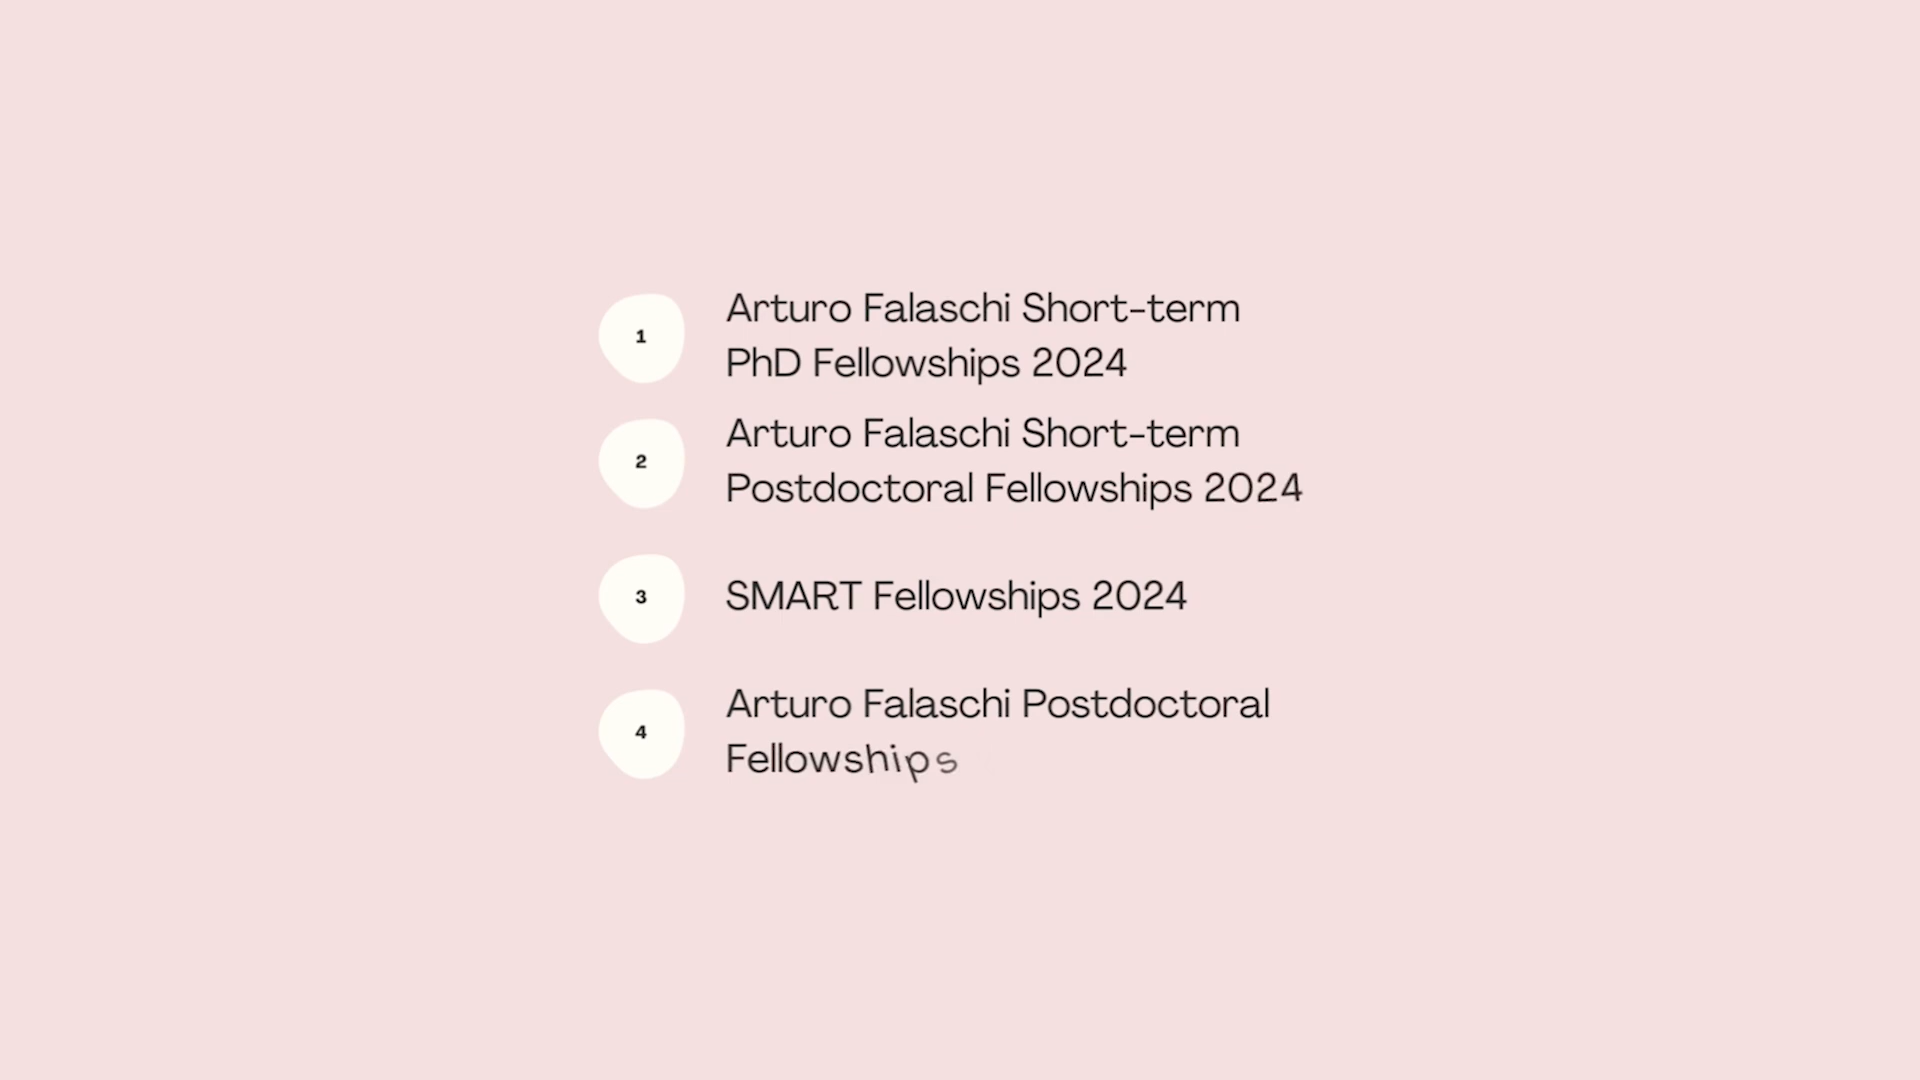 1
Arturo Falaschi Short-term
PhD Fellowships 2024
2
Arturo Falaschi Short-term
Postdoctoral Fellowships 2024
3
SMART Fellowships 2024
4
Arturo Falaschi Postdoctoral
Fellowships